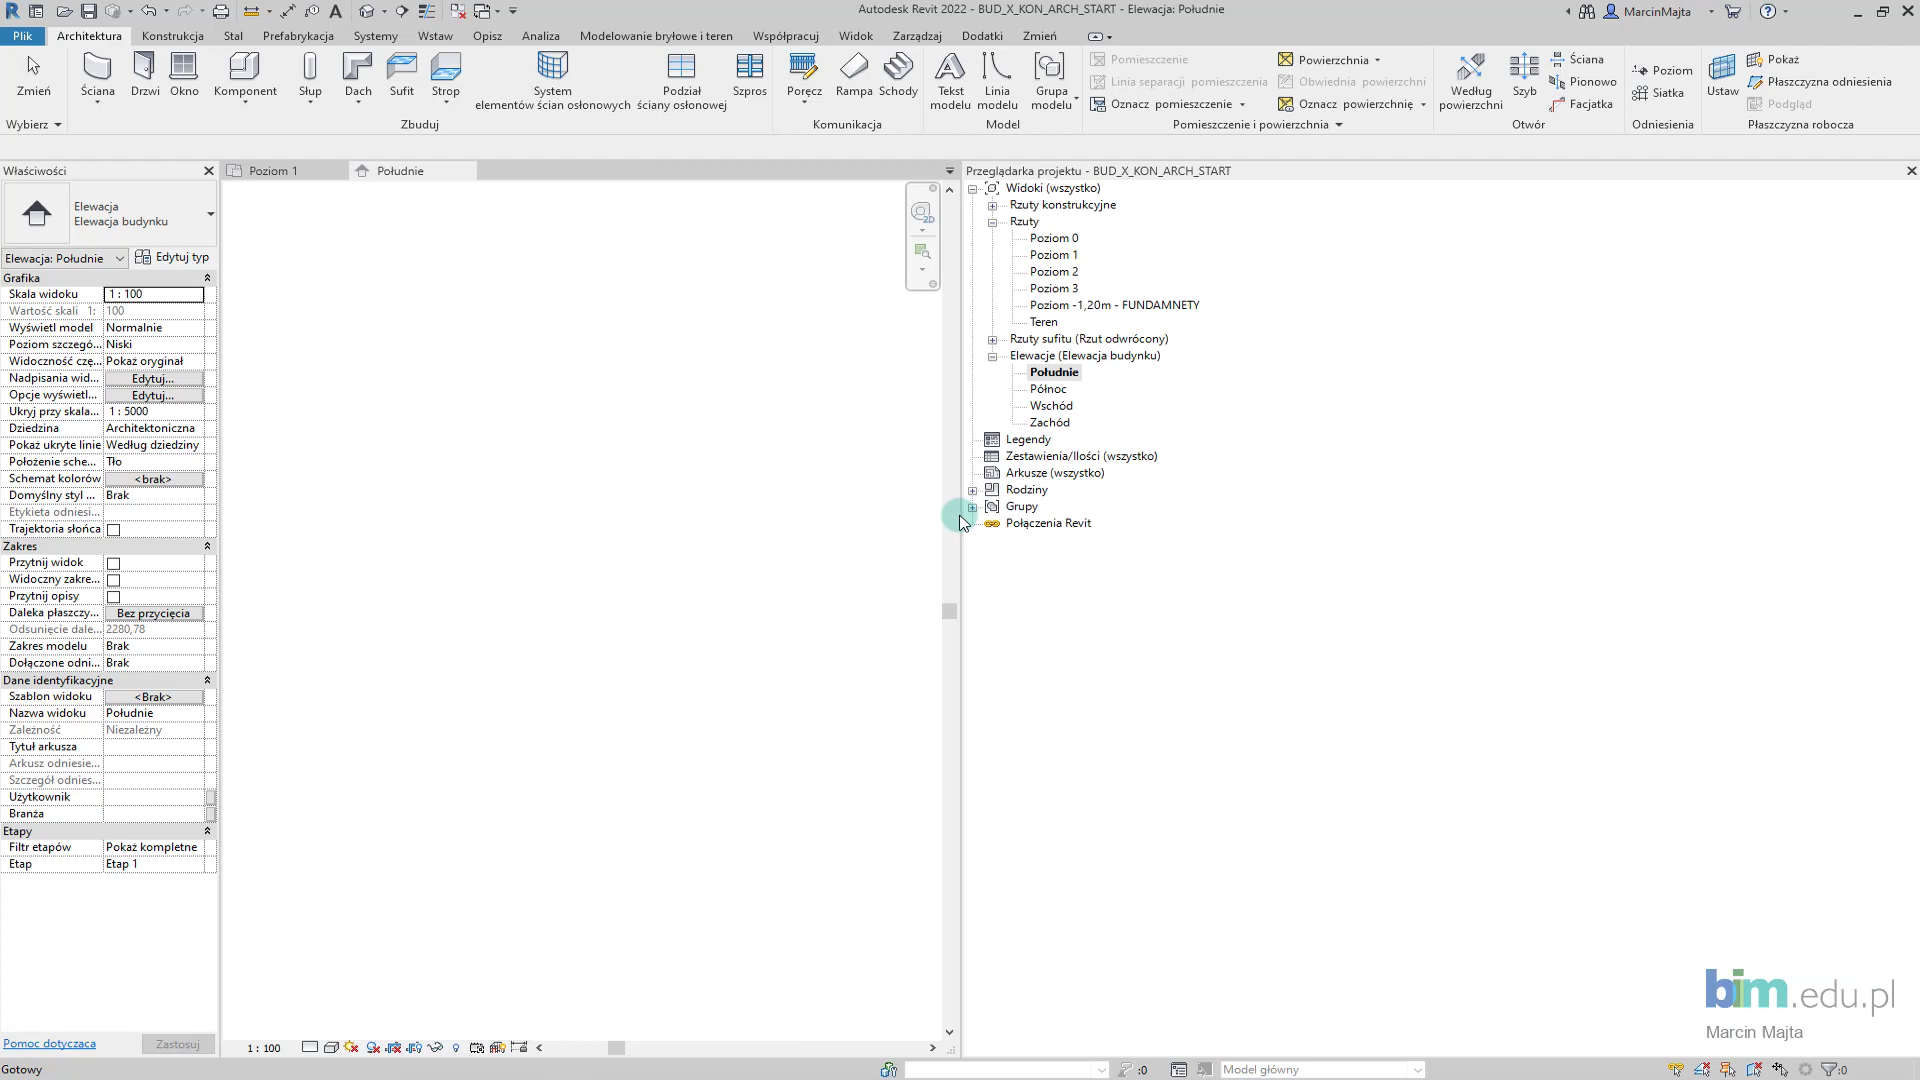 Autodesk Revit 2022 - BUD_X_KON_ARCH_START - Elewacja: Południe
MarcinMajta
Plik Architektura Konstrukcja Stal Prefabrykacja Systemy Wstaw Opisz Analiza Modelowanie bryłowe i teren Współpracuj Widok Zarządzaj Dodatki Zmień
Zmień
Ściana
Drzwi
Okno
Komponent
Słup
Dach
Sufit
Strop
System elementów ścian osłonowych
Podział ściany osłonowej
Szpros
Poręcz
Rampa
Schody
Tekst modelu
Linia modelu
Grupa modelu
Pomieszczenie
Linia separacji pomieszczenia
Oznacz pomieszczenie
Powierzchnia
Obwiednia powierzchni
Oznacz powierzchnię
Według powierzchni
Szyb
Ściana
Pionowo
Facjatka
Poziom
Siatka
Ustaw
Pokaż
Płaszczyzna odniesienia
Podgląd
Wybierz
Zbuduj
Komunikacja
Model
Pomieszczenie i powierzchnia
Otwór
Odniesienia
Płaszczyzna robocza
Właściwości
Elewacja
Elewacja budynku
Elewacja: Południe Edytuj typ
Grafika
Skala widoku 1 : 100
Wartość skali 1: 100
Wyświetl model Normalnie
Poziom szczegó... Niski
Widoczność czę... Pokaż oryginał
Nadpisania wid... Edytuj...
Opcje wyświetl... Edytuj...
Ukryj przy skala... 1 : 5000
Dziedzina Architektoniczna
Pokaż ukryte linie Według dziedziny
Położenie sche... Tło
Schemat kolorów <brak>
Domyślny styl ... Brak
Etykieta odniesi...
Trajektoria słońca
Zakres
Przytnij widok
Widoczny zakre...
Przytnij opisy
Daleka płaszczy... Bez przycięcia
Odsunięcie dale... 2280,78
Zakres modelu Brak
Dołączone odni... Brak
Dane identyfikacyjne
Szablon widoku <Brak>
Nazwa widoku Południe
Zależność Niezależny
Tytuł arkusza
Arkusz odniesie...
Szczegół odnies...
Użytkownik
Branża
Etapy
Filtr etapów Pokaż kompletne
Etap Etap 1
Pomoc dotycząca Zastosuj
Gotowy
Poziom 1
Południe
2D
1 : 100
Przeglądarka projektu - BUD_X_KON_ARCH_START
Widoki (wszystko)
Rzuty konstrukcyjne
Rzuty
Poziom 0
Poziom 1
Poziom 2
Poziom 3
Poziom -1,20m - FUNDAMNETY
Teren
Rzuty sufitu (Rzut odwrócony)
Elewacje (Elewacja budynku)
Południe
Północ
Wschód
Zachód
Legendy
Zestawienia/Ilości (wszystko)
Arkusze (wszystko)
Rodziny
Grupy
Połączenia Revit
bim.edu.pl
Marcin Majta
:0
Model główny
:0